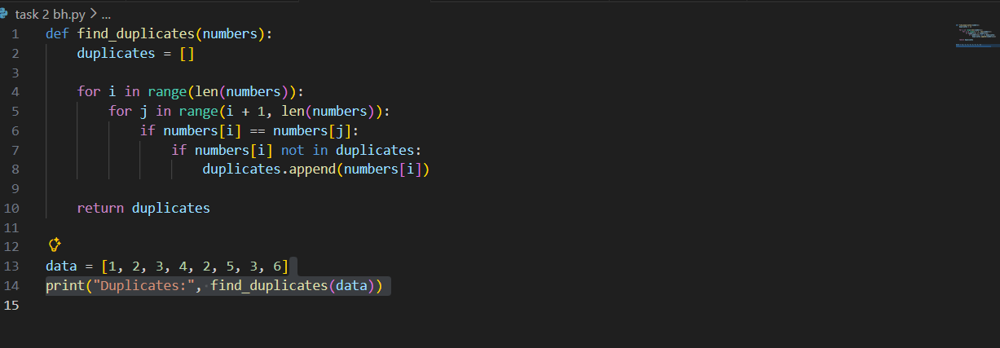 task 2 bh.py > ...
1 def find_duplicates(numbers):
2     duplicates = []
3
4     for i in range(len(numbers)):
5         for j in range(i + 1, len(numbers)):
6             if numbers[i] == numbers[j]:
7                 if numbers[i] not in duplicates:
8                     duplicates.append(numbers[i])
9
10     return duplicates
11
12
13 data = [1, 2, 3, 4, 2, 5, 3, 6]
14 print("Duplicates:", find_duplicates(data))
15